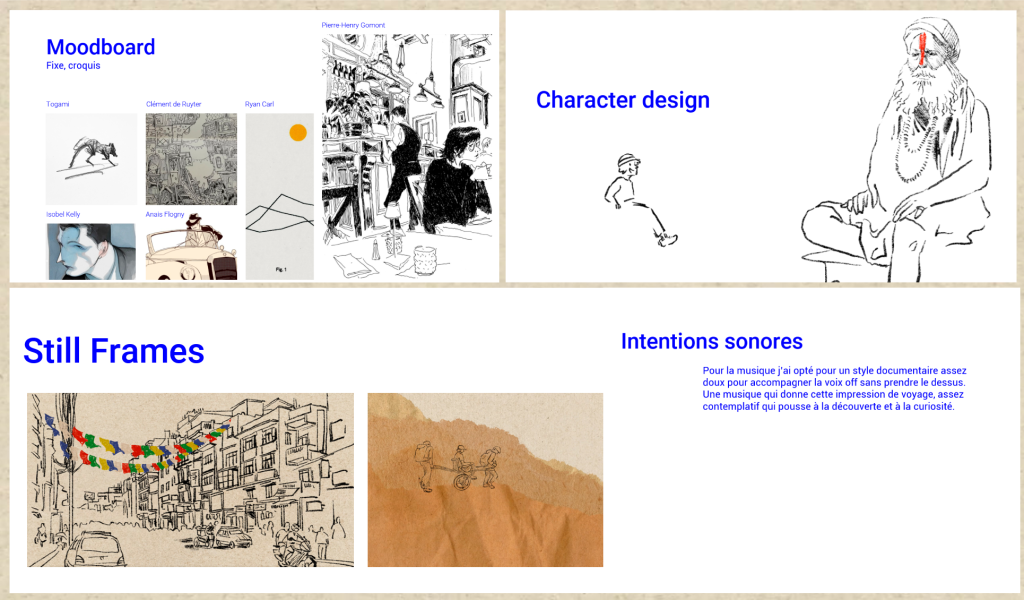 Moodboard
Fixe, croquis
Pierre-Henry Gomont
Togami
Clément de Ruyter
Ryan Carl
Isobel Kelly
Anais Flogny
Fig. 1
Character design
Still Frames
Intentions sonores
Pour la musique j'ai opté pour un style documentaire assez
doux pour accompagner la voix off sans prendre le dessus.
Une musique qui donne cette impression de voyage, assez
contemplatif qui pousse à la découverte et à la curiosité.